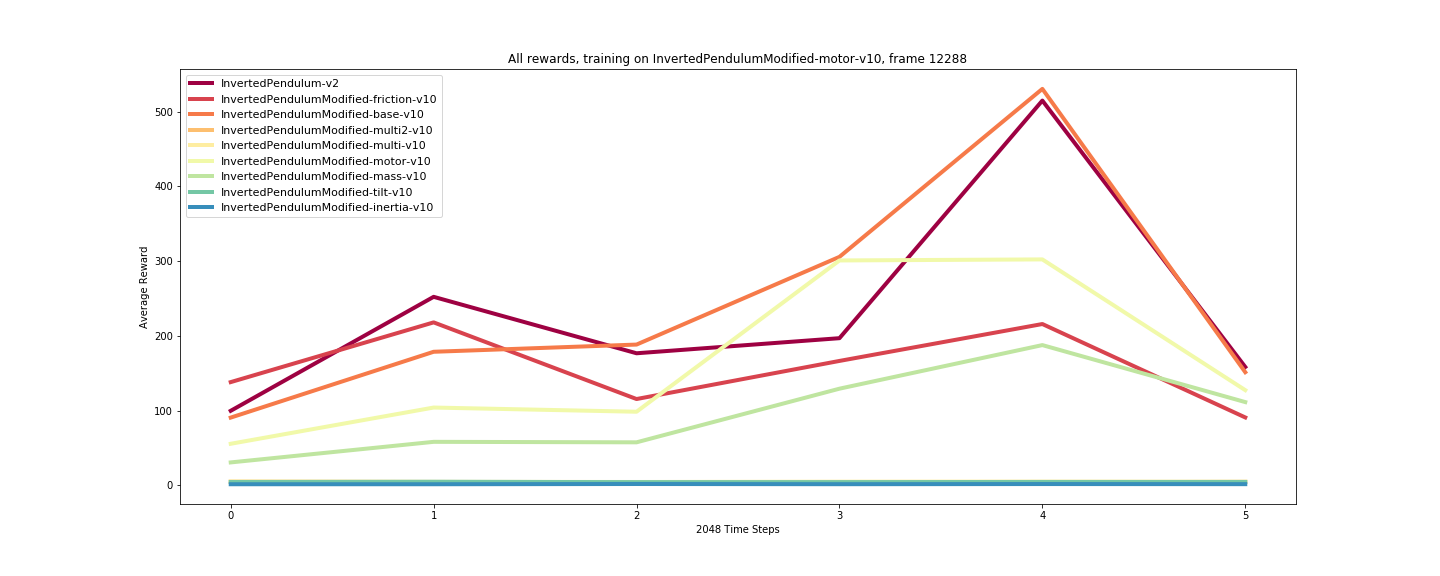 All rewards, training on InvertedPendulumModified-motor-v10, frame 12288
InvertedPendulum-v2
InvertedPendulumModified-friction-v10
InvertedPendulumModified-base-v10
InvertedPendulumModified-multi2-v10
InvertedPendulumModified-multi-v10
InvertedPendulumModified-motor-v10
InvertedPendulumModified-mass-v10
InvertedPendulumModified-tilt-v10
InvertedPendulumModified-inertia-v10
500
400
300
200
100
0
Average Reward
0 1 2 3 4 5
2048 Time Steps